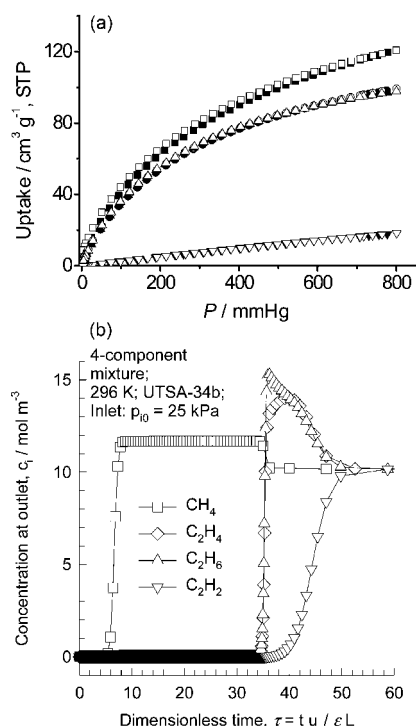 (a)
120
80
40
0
Uptake / cm³ g⁻¹, STP
0 200 400 600 800
P / mmHg
(b)
4-component
mixture;
296 K; UTSA-34b;
Inlet: pᵢ₀ = 25 kPa
15
10
5
0
Concentration at outlet, cᵢ / mol m⁻³
CH₄
C₂H₄
C₂H₆
C₂H₂
0 10 20 30 40 50 60
Dimensionless time, τ = t u / εL